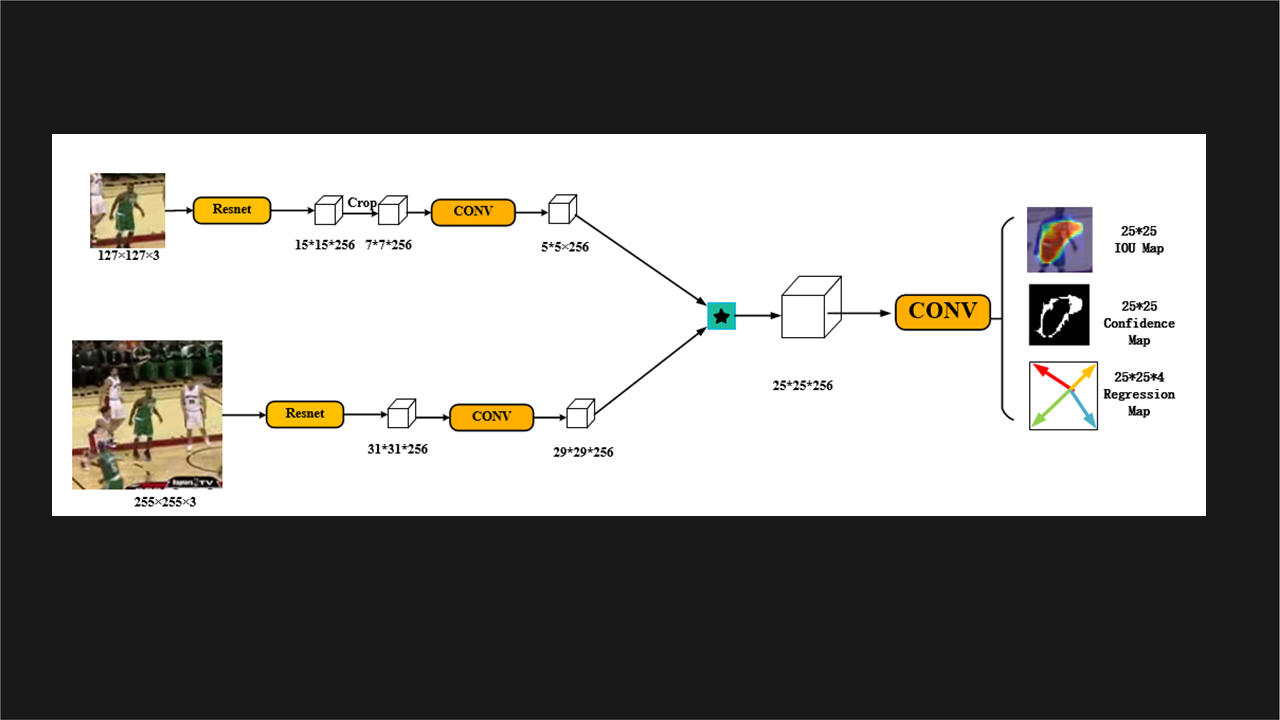 Resnet
Crop
CONV
127×127×3
15*15*256
7*7*256
5*5×256
25*25
IOU Map
CONV
25*25
Confidence
Map
25*25*256
25*25*4
Regression
Map
Resnet
CONV
31*31*256
29*29*256
Raptors TV
255×255×3